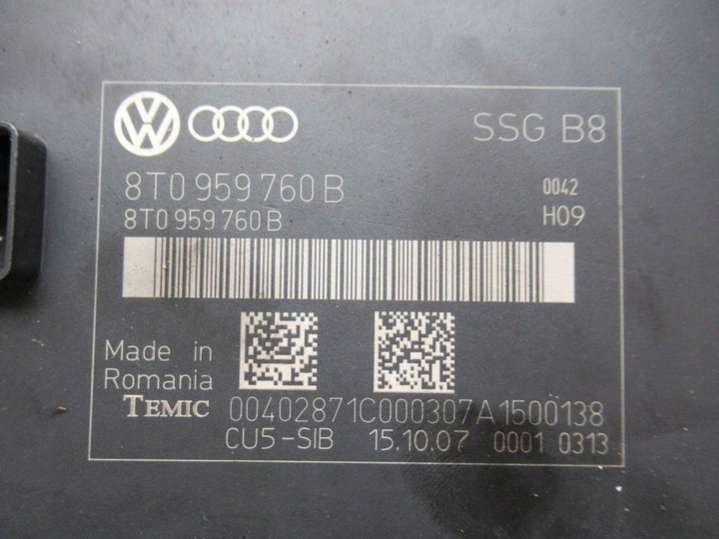 SSG B8
8T0 959 760 B
0042
8T0 959 760 B
H09
Made in
Romania
TEMIC
00402871C000307A1500138
CU5-SIB 15.10.07 0001 0313